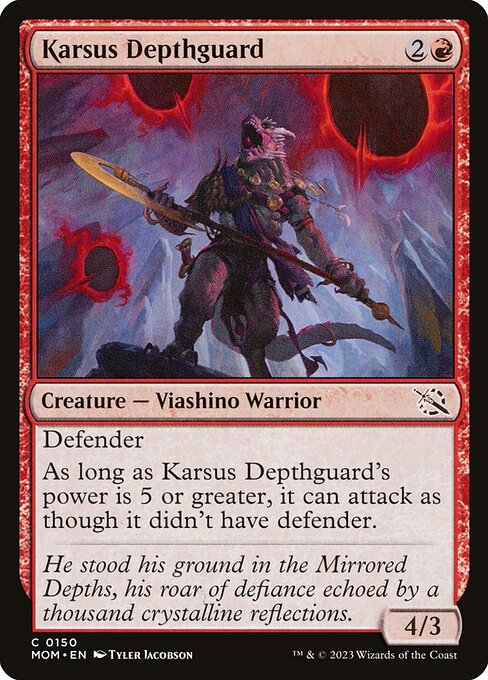 Karsus Depthguard 2
Creature — Viashino Warrior
Defender
As long as Karsus Depthguard's
power is 5 or greater, it can attack as
though it didn't have defender.
He stood his ground in the Mirrored
Depths, his roar of defiance echoed by a
thousand crystalline reflections.
4/3
C 0150
MOM • EN Tyler Jacobson
™ & © 2023 Wizards of the Coast